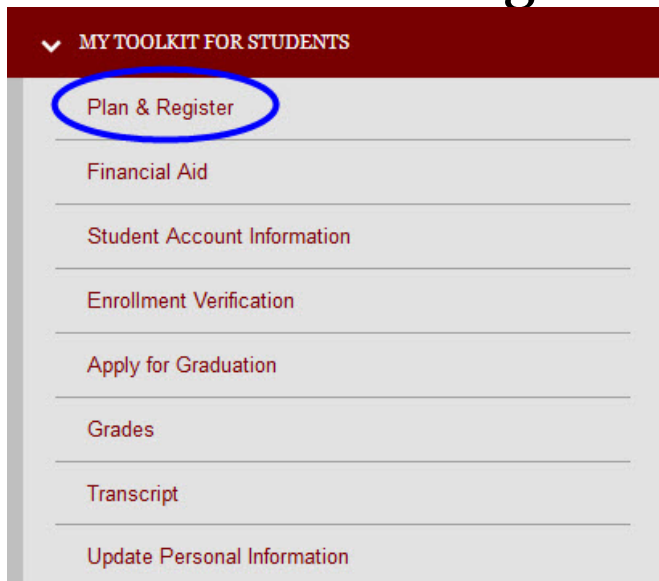 MY TOOLKIT FOR STUDENTS
Plan & Register
Financial Aid
Student Account Information
Enrollment Verification
Apply for Graduation
Grades
Transcript
Update Personal Information